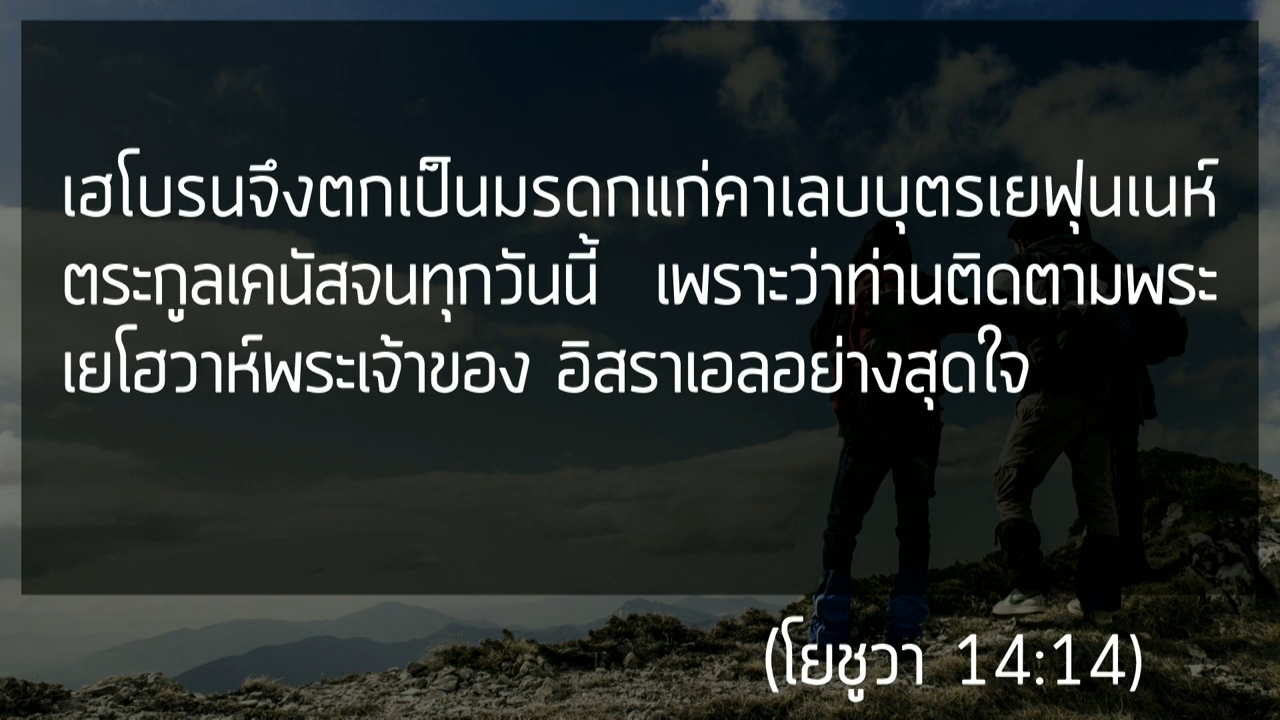 เฮโบรนจึงตกเป็นมรดกแก่คาเลบบุตรเยฟุนเนห์
ตระกูลเคนัสจนทุกวันนี้ เพราะว่าท่านติดตามพระ
เยโฮวาห์พระเจ้าของ อิสราเอลอย่างสุดใจ
(โยชูวา 14:14)